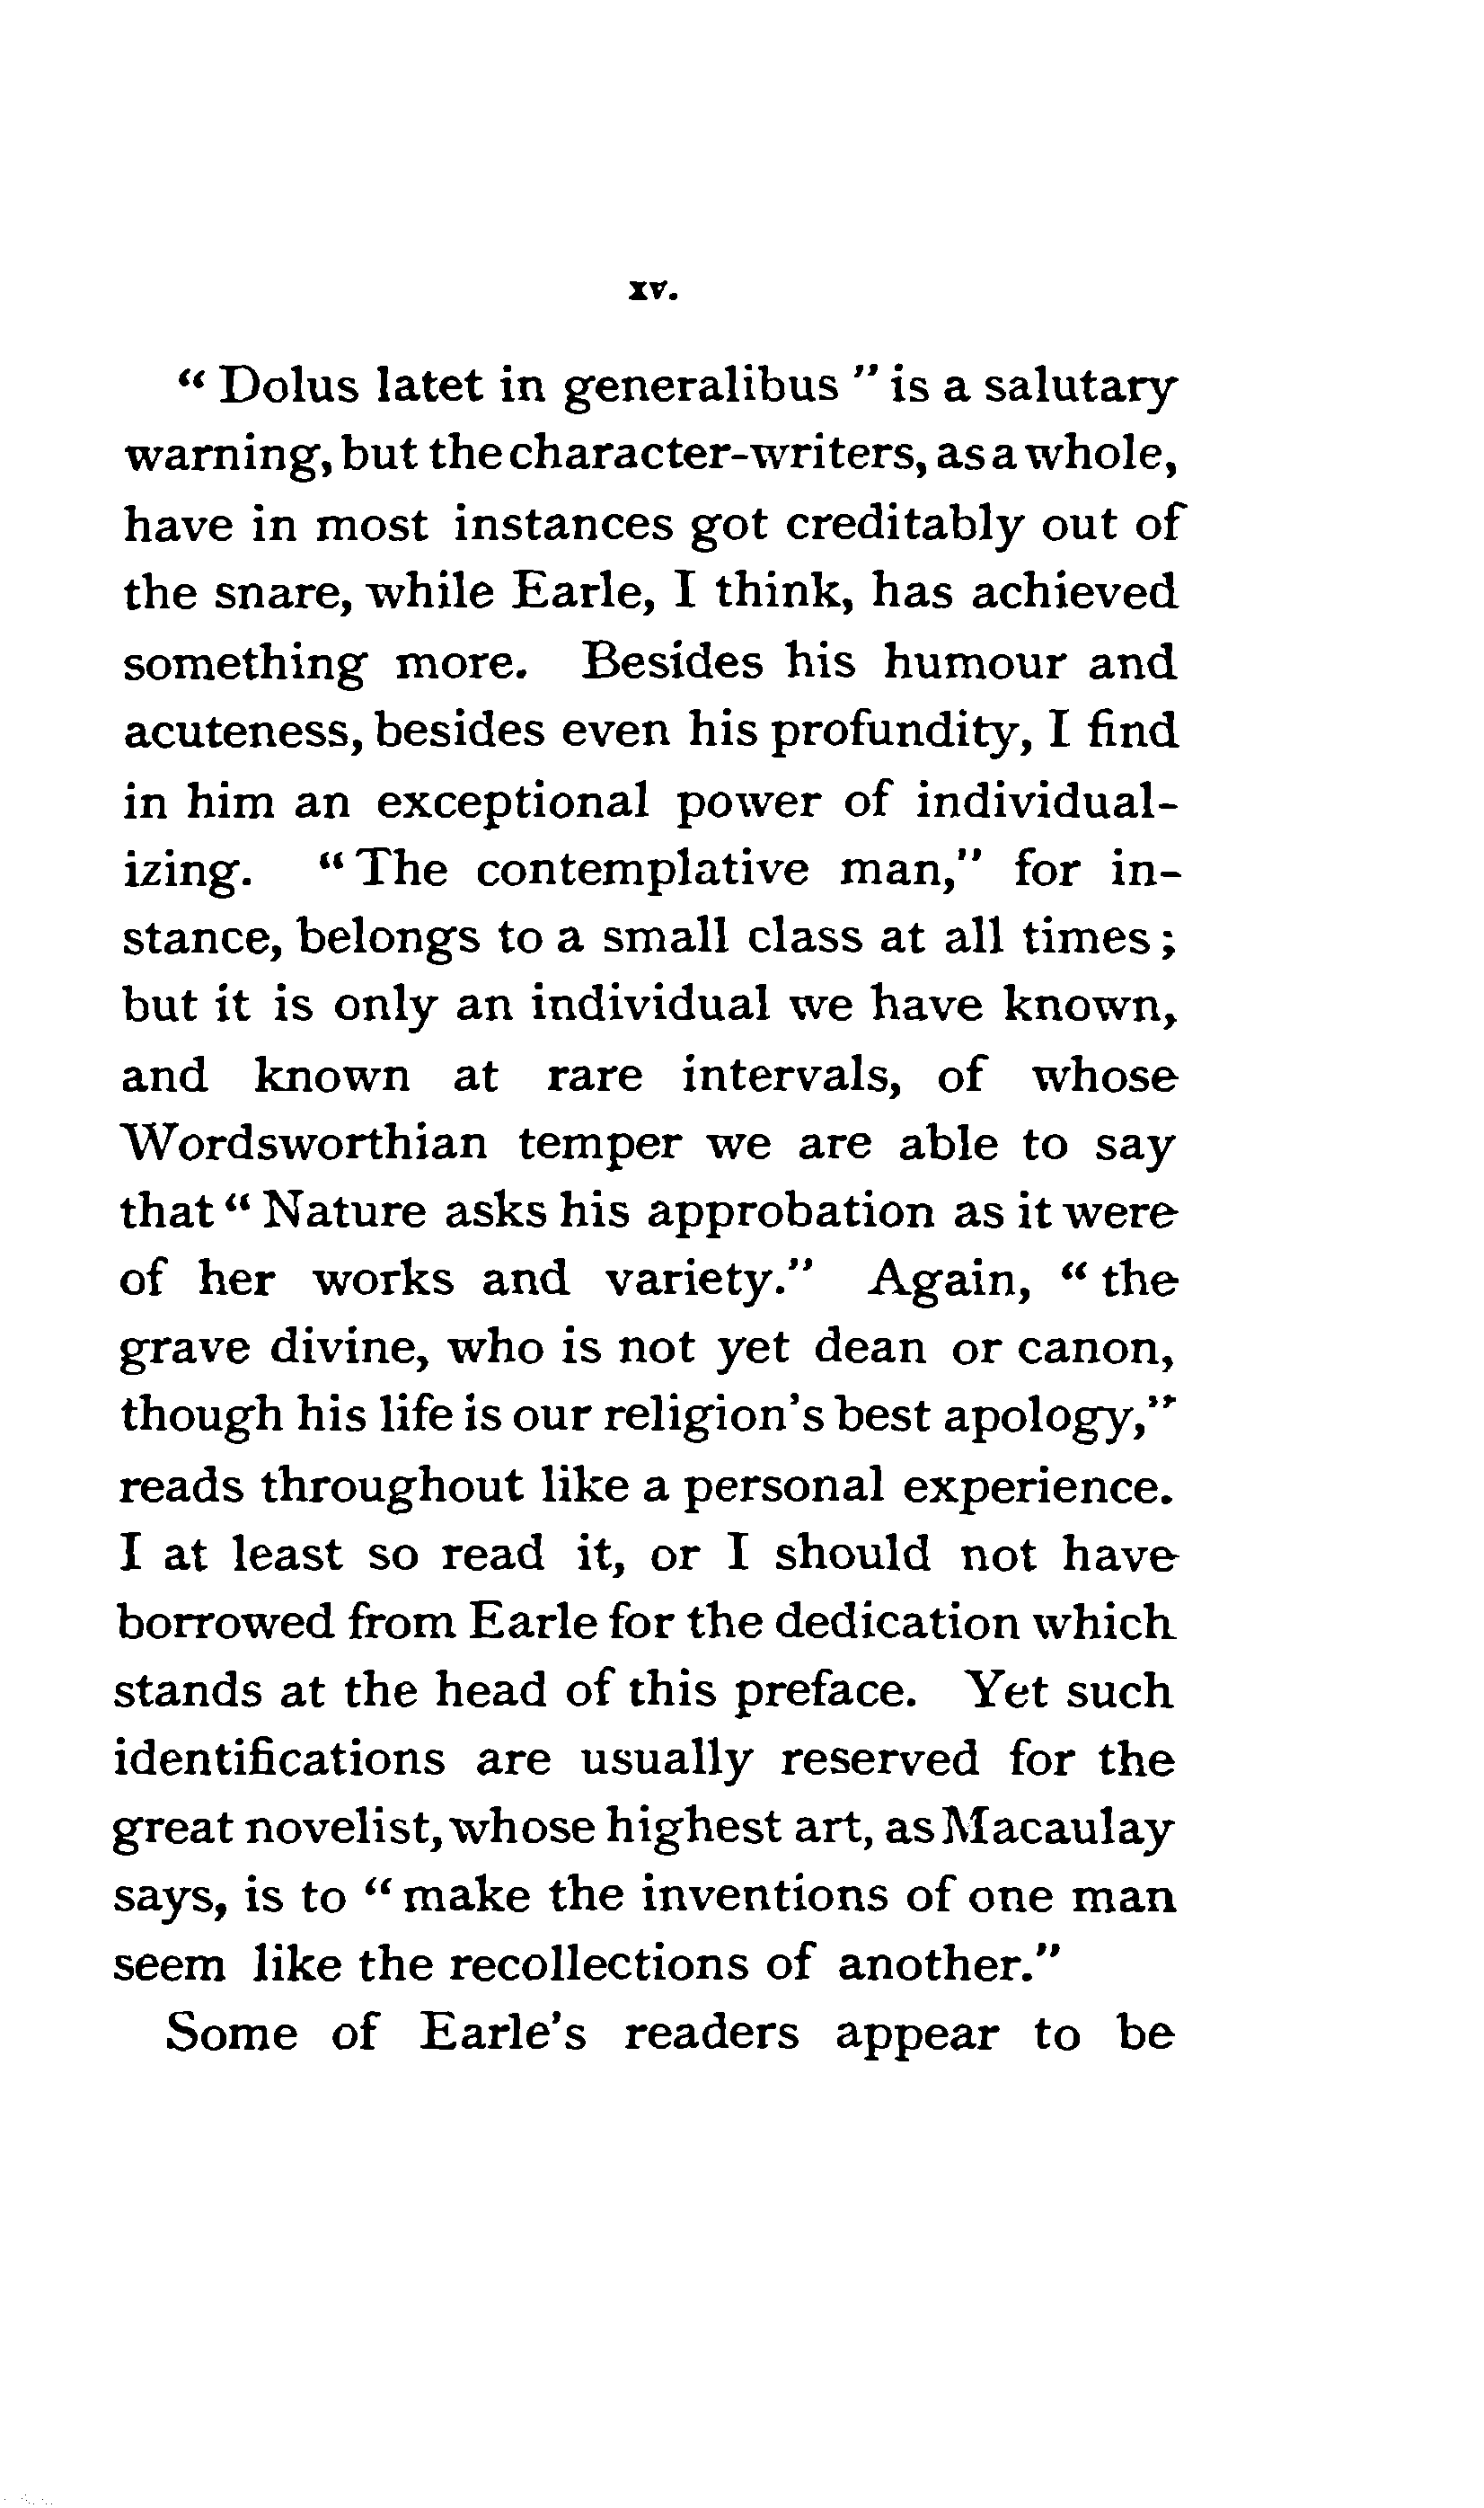 xv.
“ Dolus latet in generalibus ” is a salutary
warning, but the character-writers, as a whole,
have in most instances got creditably out of
the snare, while Earle, I think, has achieved
something more. Besides his humour and
acuteness, besides even his profundity, I find
in him an exceptional power of individual-
izing. “ The contemplative man,” for in-
stance, belongs to a small class at all times ;
but it is only an individual we have known,
and known at rare intervals, of whose
Wordsworthian temper we are able to say
that “ Nature asks his approbation as it were
of her works and variety.” Again, “ the
grave divine, who is not yet dean or canon,
though his life is our religion’s best apology,”
reads throughout like a personal experience.
I at least so read it, or I should not have
borrowed from Earle for the dedication which
stands at the head of this preface. Yet such
identifications are usually reserved for the
great novelist, whose highest art, as Macaulay
says, is to “ make the inventions of one man
seem like the recollections of another.”
Some of Earle’s readers appear to be